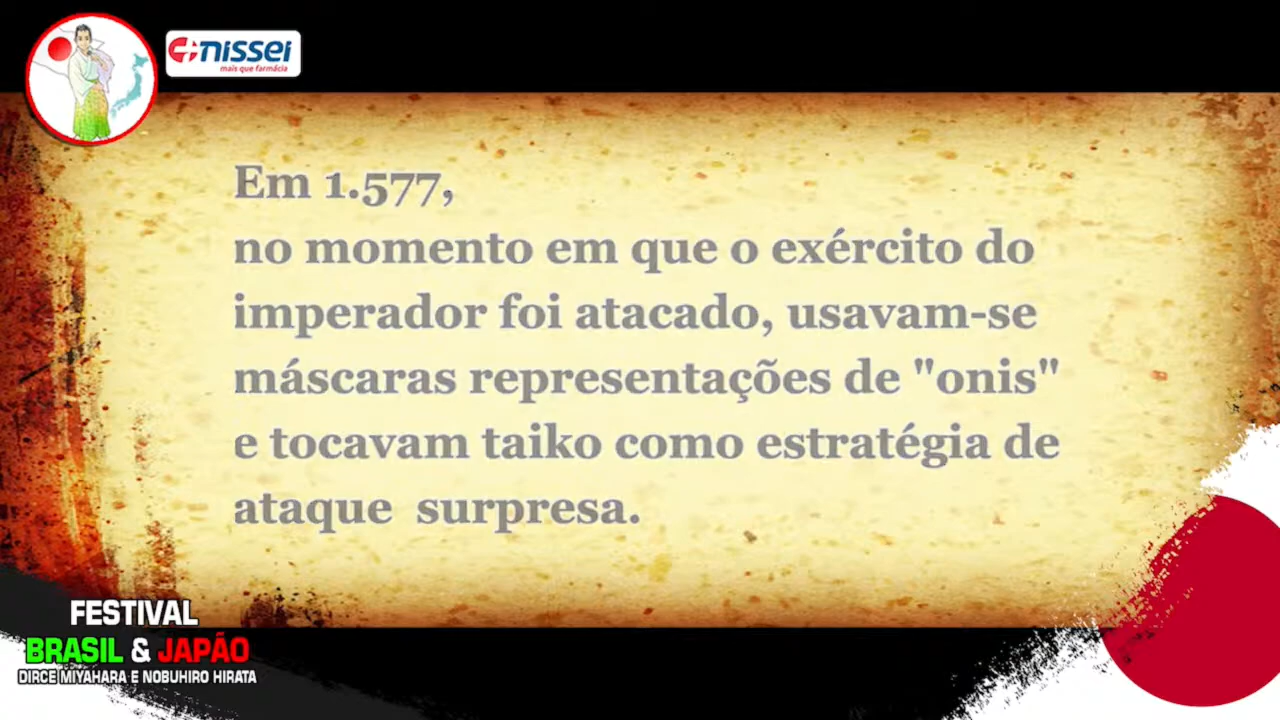 nissei
mais que farmácia
Em 1.577,
no momento em que o exército do
imperador foi atacado, usavam-se
máscaras representações de "onis"
e tocavam taiko como estratégia de
ataque surpresa.
FESTIVAL
BRASIL & JAPÃO
DIRCE MIYAHARA E NOBUHIRO HIRATA